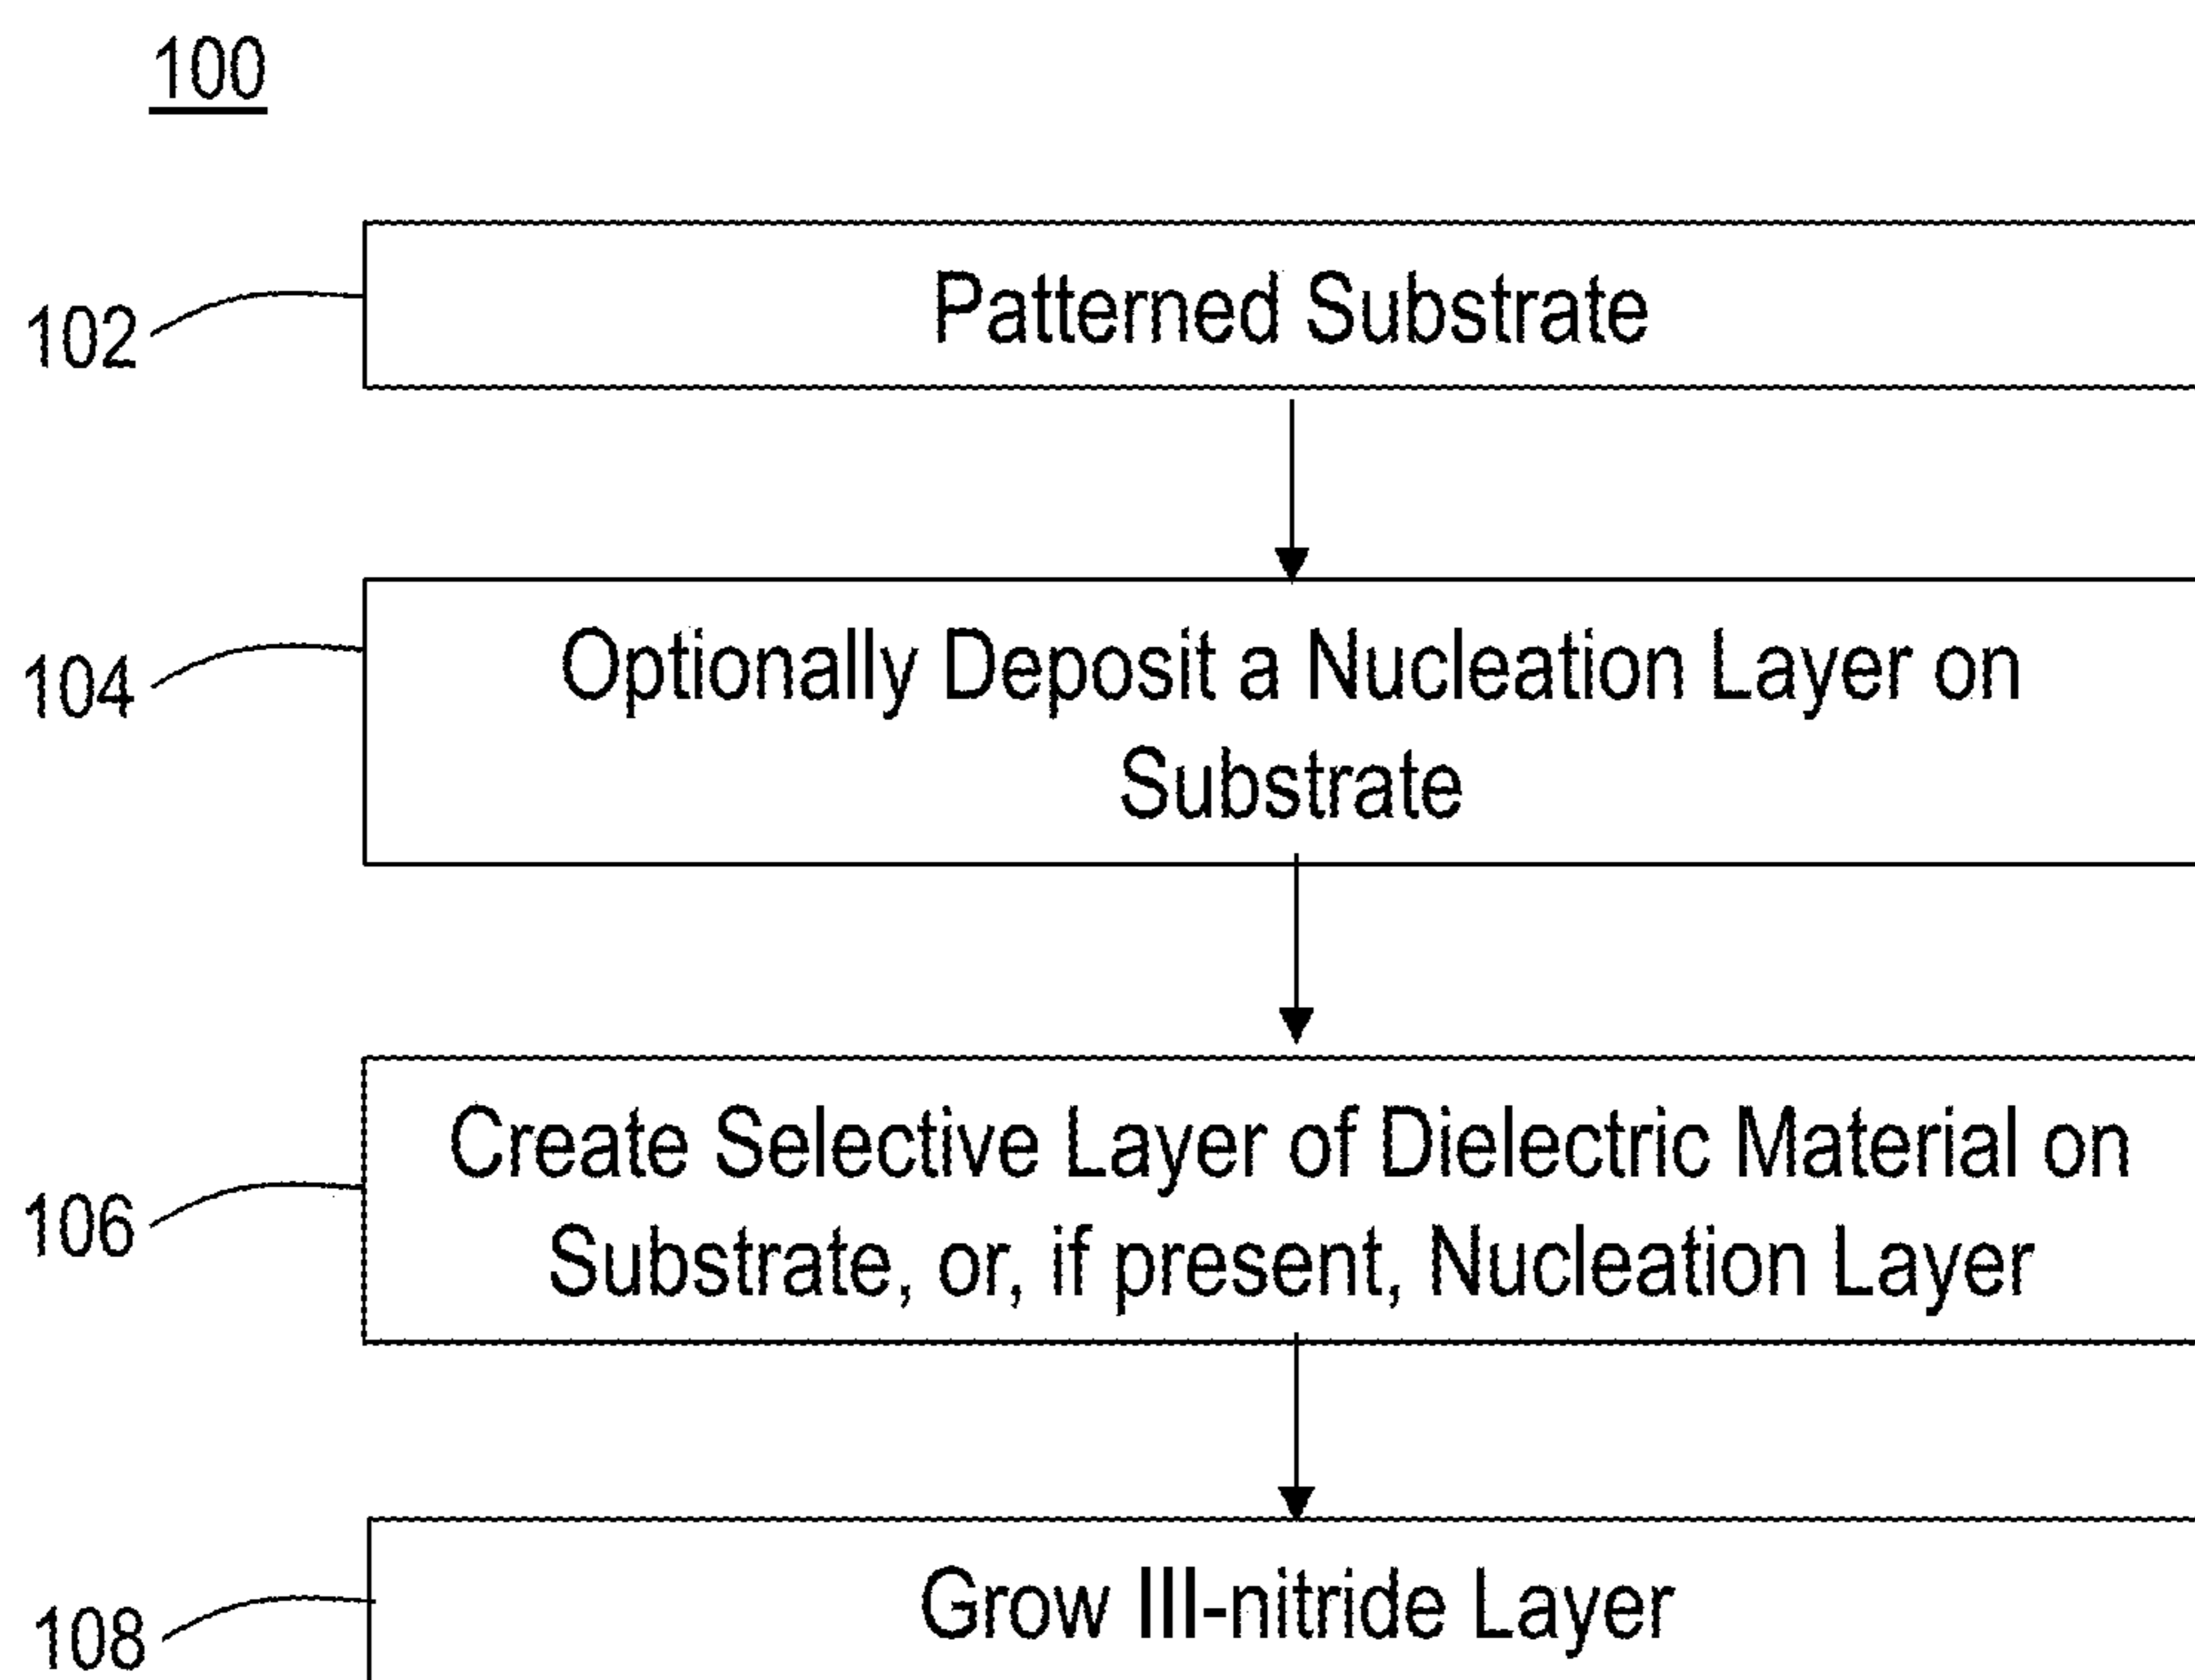 100
102
Patterned Substrate
104
Optionally Deposit a Nucleation Layer on
Substrate
106
Create Selective Layer of Dielectric Material on
Substrate, or, if present, Nucleation Layer
108
Grow III-nitride Layer